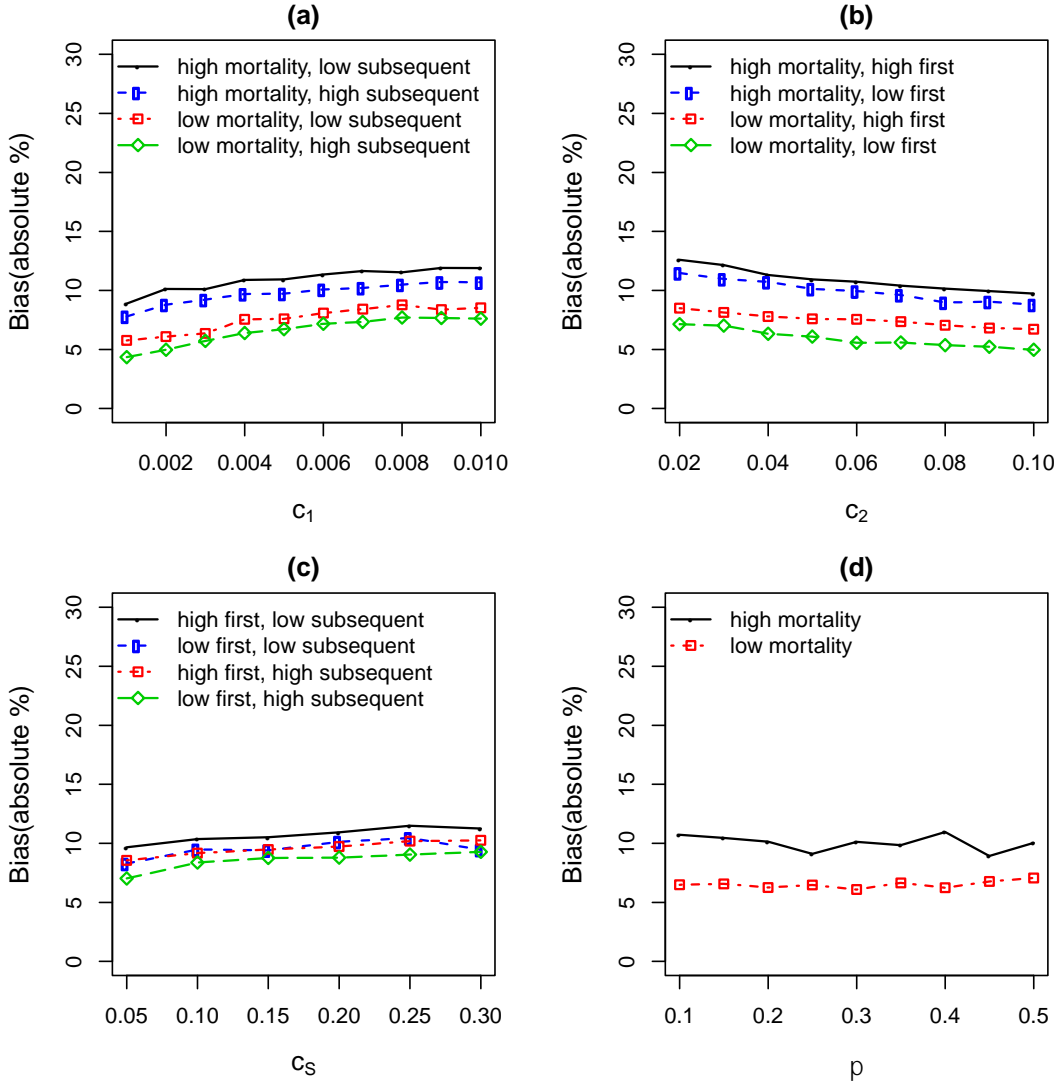 (a)
high mortality, low subsequent
high mortality, high subsequent
low mortality, low subsequent
low mortality, high subsequent
Bias(absolute %)
0 5 10 15 20 25 30
0.002 0.004 0.006 0.008 0.010
c1
(b)
high mortality, high first
high mortality, low first
low mortality, high first
low mortality, low first
Bias(absolute %)
0 5 10 15 20 25 30
0.02 0.04 0.06 0.08 0.10
c2
(c)
high first, low subsequent
low first, low subsequent
high first, high subsequent
low first, high subsequent
Bias(absolute %)
0 5 10 15 20 25 30
0.05 0.10 0.15 0.20 0.25 0.30
cS
(d)
high mortality
low mortality
Bias(absolute %)
0 5 10 15 20 25 30
0.1 0.2 0.3 0.4 0.5
p